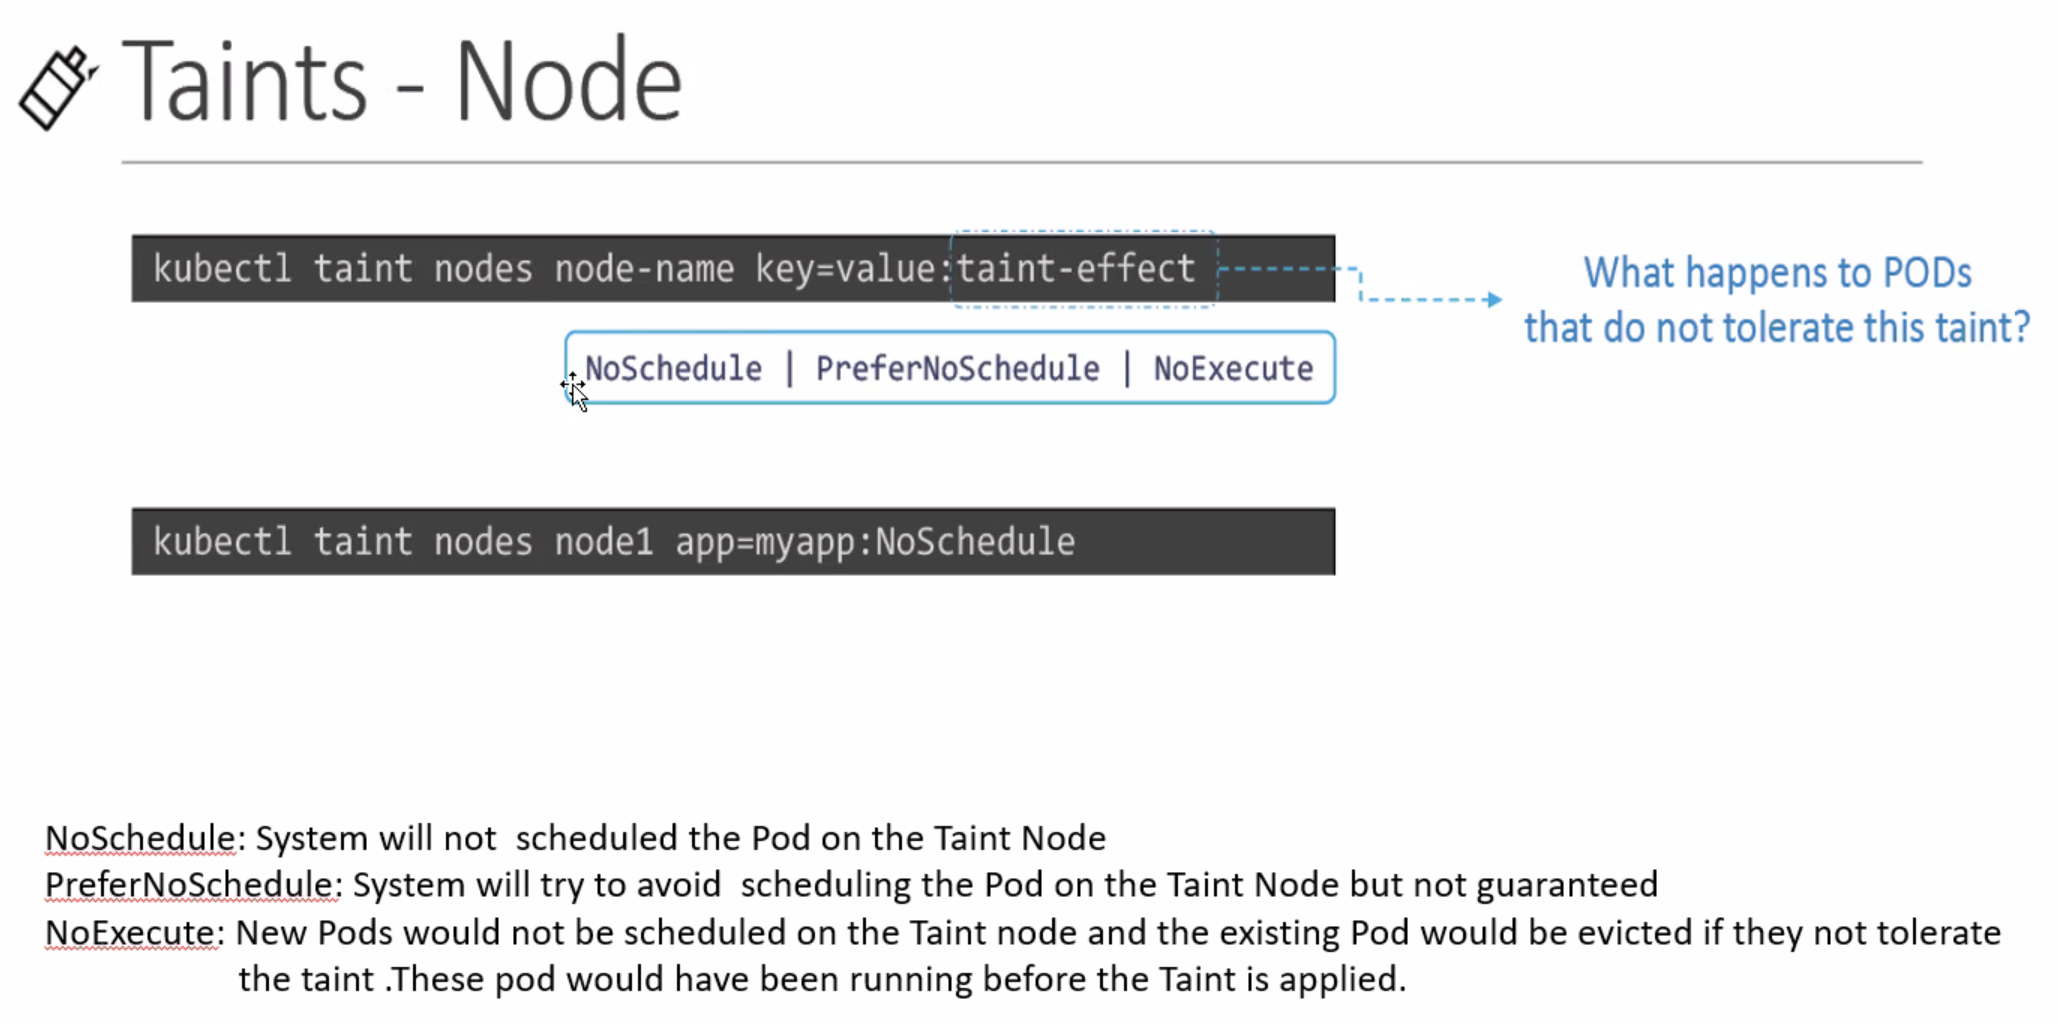 Taints - Node
kubectl taint nodes node-name key=value:taint-effect
What happens to PODs
that do not tolerate this taint?
NoSchedule | PreferNoSchedule | NoExecute
kubectl taint nodes node1 app=myapp:NoSchedule
NoSchedule: System will not  scheduled the Pod on the Taint Node
PreferNoSchedule: System will try to avoid  scheduling the Pod on the Taint Node but not guaranteed
NoExecute: New Pods would not be scheduled on the Taint node and the existing Pod would be evicted if they not tolerate
the taint .These pod would have been running before the Taint is applied.